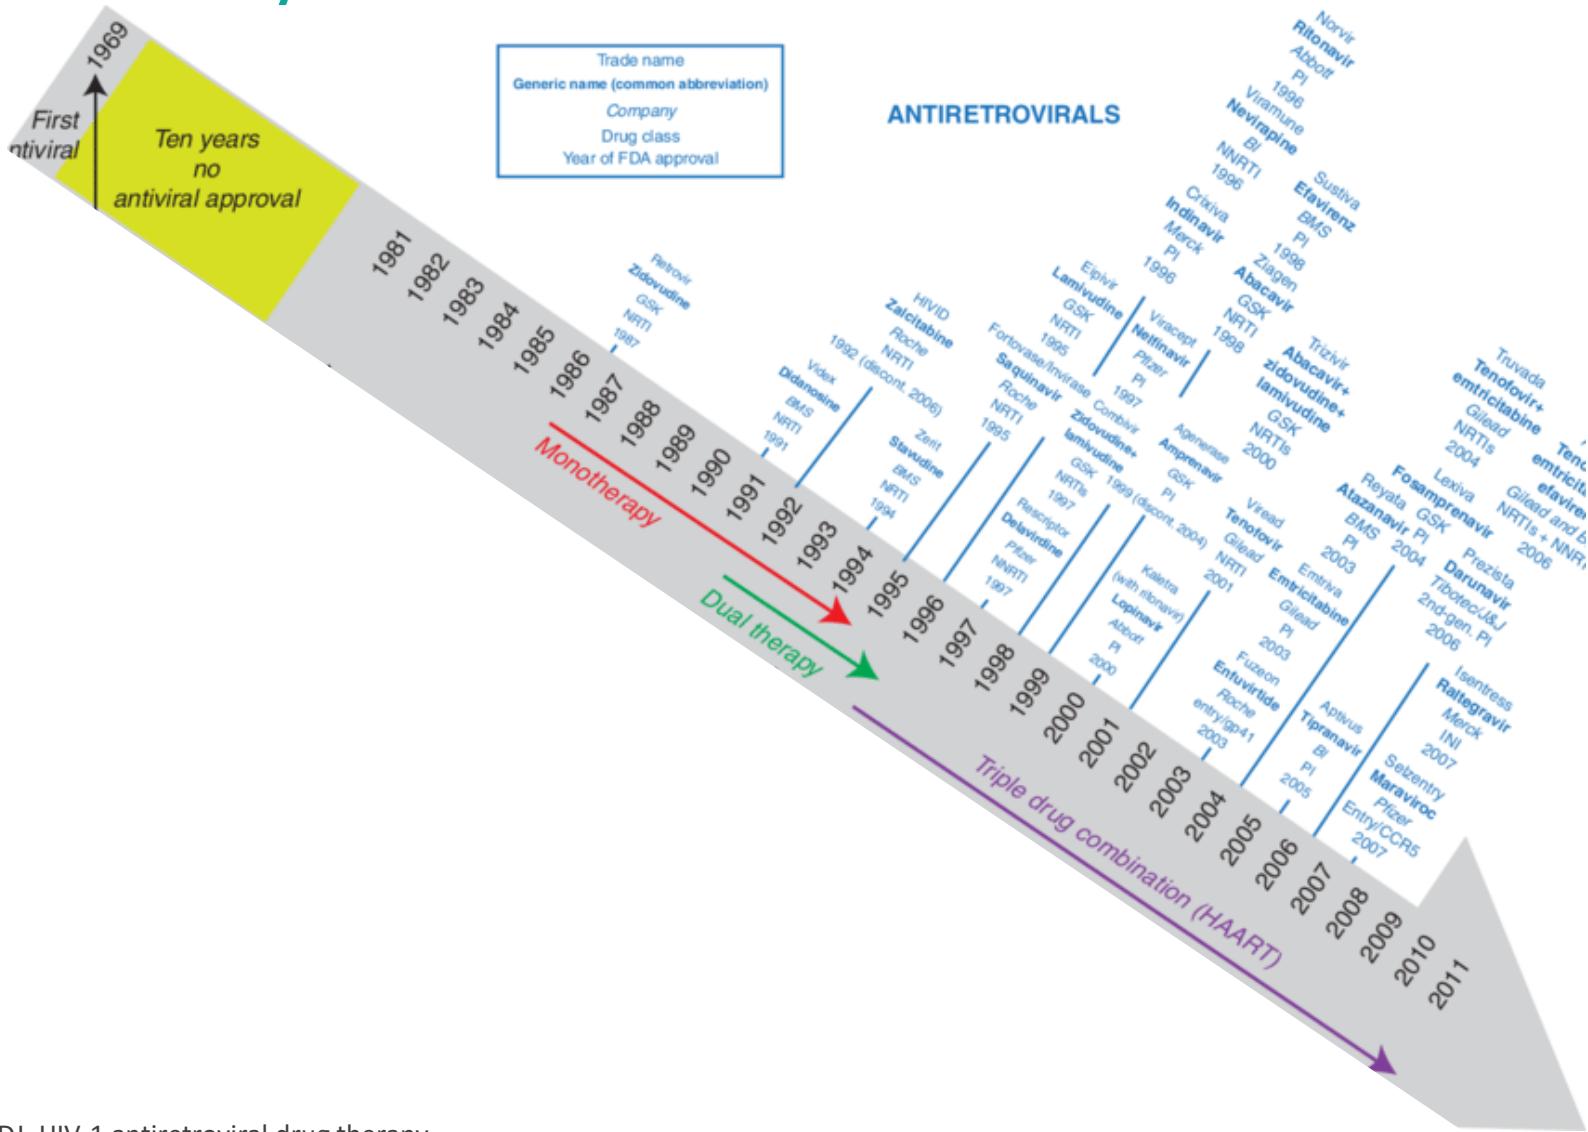 1969
First
ntiviral
Ten years
no
antiviral approval
Trade name
Generic name (common abbreviation)
Company
Drug class
Year of FDA approval
ANTIRETROVIRALS
1981
1982
1983
1984
1985
1986
1987
1988
1989
1990
1991
1992
1993
1994
1995
1996
1997
1998
1999
2000
2001
2002
2003
2004
2005
2006
2007
2008
2009
2010
2011
Monotherapy
Dual therapy
Triple drug combination (HAART)
Retrovir
Zidovudine
GSK
NRTI
1987
Videx
Didanosine
BMS
NRTI
1991
HIVID
Zalcitabine
Roche
NRTI
1992 (discont. 2006)
Zerit
Stavudine
BMS
NRTI
1994
Fortovase/Invirase
Saquinavir
Roche
NRTI
1995
Epivir
Lamivudine
GSK
NRTI
1995
Crixiva
Indinavir
Merck
PI
1996
Viramune
Nevirapine
BI
NNRTI
1996
Norvir
Ritonavir
Abbott
PI
1996
Rescriptor
Delavirdine
Pfizer
NNRTI
1997
Combivir
Zidovudine+
lamivudine
GSK
NRTIs
1997
Viracept
Nelfinavir
Pfizer
PI
1997
Ziagen
Abacavir
GSK
NRTI
1998
Sustiva
Efavirenz
BMS
PI
1998
Agenerase
Amprenavir
GSK
PI
1999 (discont. 2004)
Kaletra
(with ritonavir)
Lopinavir
Abbott
PI
2000
Trizivir
Abacavir+
zidovudine+
lamivudine
GSK
NRTIs
2000
Viread
Tenofovir
Gilead
NRTI
2001
Fuzeon
Enfuvirtide
Roche
entry/gp41
2003
Emtriva
Emtricitabine
Gilead
PI
2003
Reyata
Atazanavir
BMS
PI
2003
Lexiva
Fosamprenavir
GSK
PI
2004
Truvada
Tenofovir+
emtricitabine
Gilead
NRTIs
2004
Aptivus
Tipranavir
BI
PI
2005
Prezista
Darunavir
Tibotec/J&J
2nd-gen. PI
2006
Teno
emtricita
efaviren
Gilead and B
NRTIs + NNRT
2006
Selzentry
Maraviroc
Pfizer
Entry/CCR5
2007
Isentress
Raltegravir
Merck
INI
2007